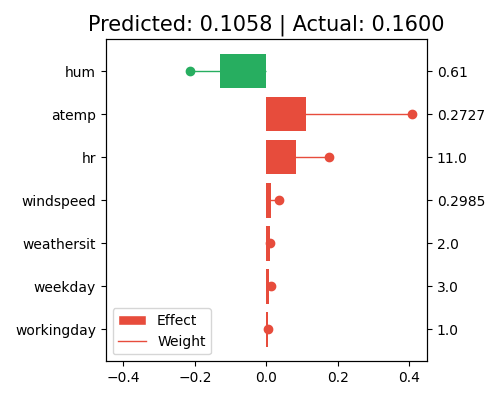 Predicted: 0.1058 | Actual: 0.1600
hum 0.61
atemp 0.2727
hr 11.0
windspeed 0.2985
weathersit 2.0
weekday 3.0
workingday 1.0
Effect
Weight
−0.4 −0.2 0.0 0.2 0.4